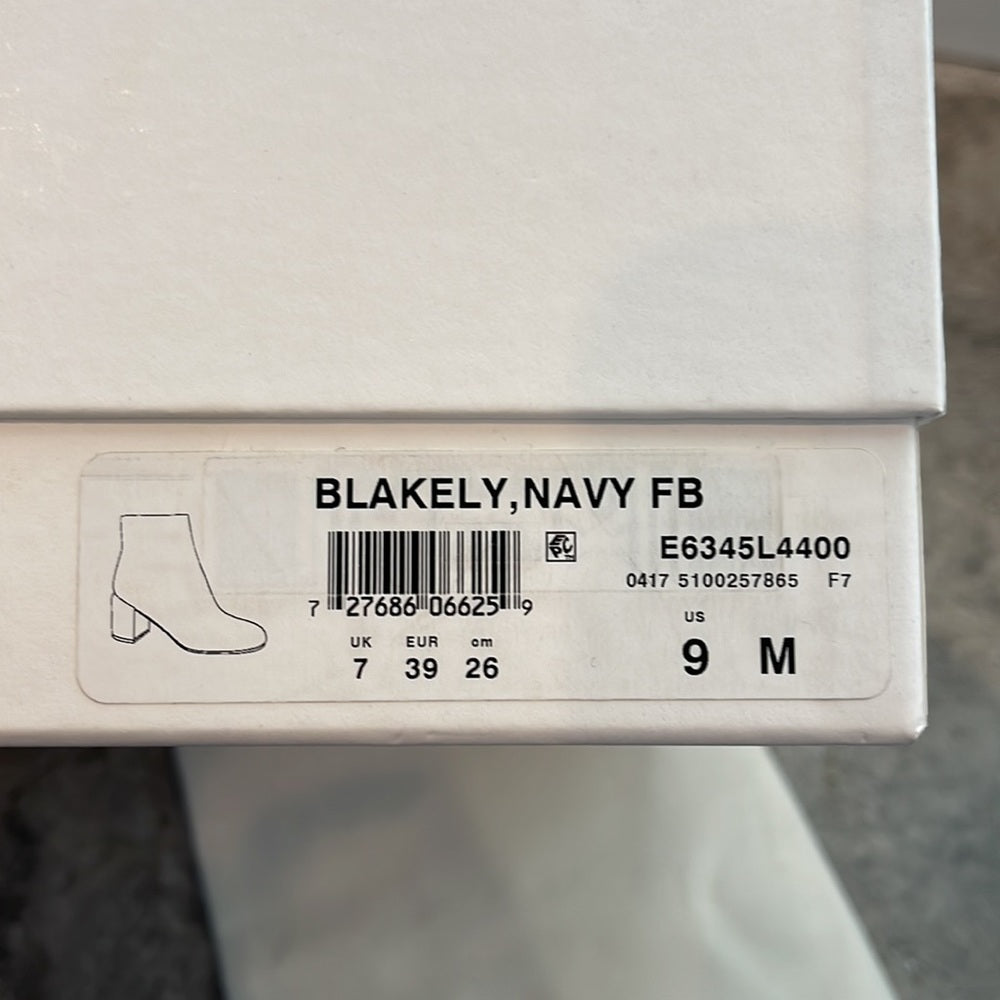 BLAKELY,NAVY FB
E6345L4400
0417 5100257865 F7
7 27686 06625 9
UK EUR cm
7 39 26
US
9 M